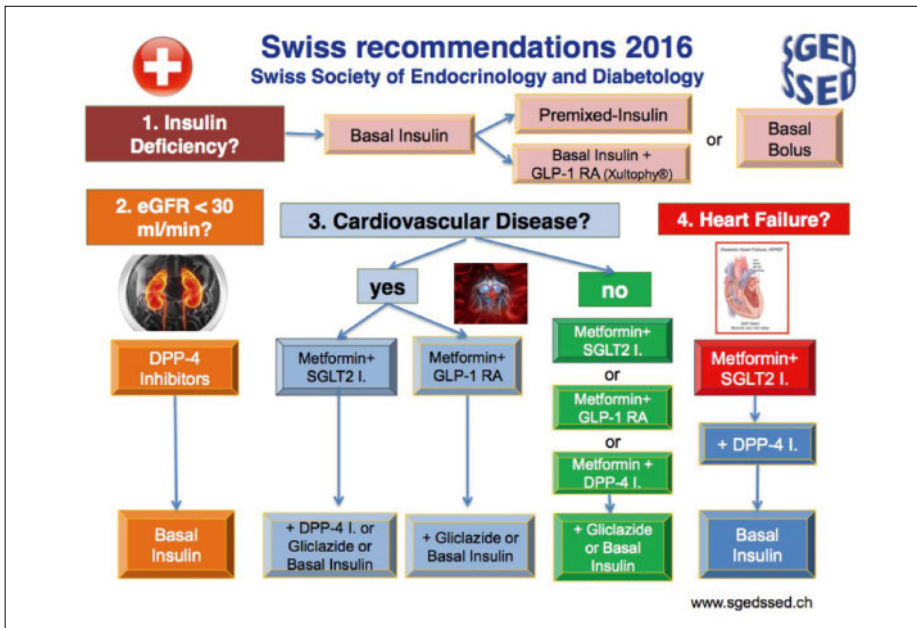 Swiss recommendations 2016
Swiss Society of Endocrinology and Diabetology
SGED
SSED
1. Insulin
Deficiency?
Basal Insulin
Premixed-Insulin
Basal Insulin +
GLP-1 RA (Xultophy®)
or
Basal
Bolus
2. eGFR < 30
ml/min?
3. Cardiovascular Disease?
4. Heart Failure?
yes
no
DPP-4
Inhibitors
Metformin+
SGLT2 I.
Metformin+
GLP-1 RA
Metformin+
SGLT2 I.
or
Metformin+
GLP-1 RA
or
Metformin +
DPP-4 I.
Metformin+
SGLT2 I.
+ DPP-4 I.
Basal
Insulin
+ DPP-4 I. or
Gliclazide or
Basal Insulin
+ Gliclazide or
Basal Insulin
+ Gliclazide
or Basal
Insulin
Basal
Insulin
www.sgedssed.ch